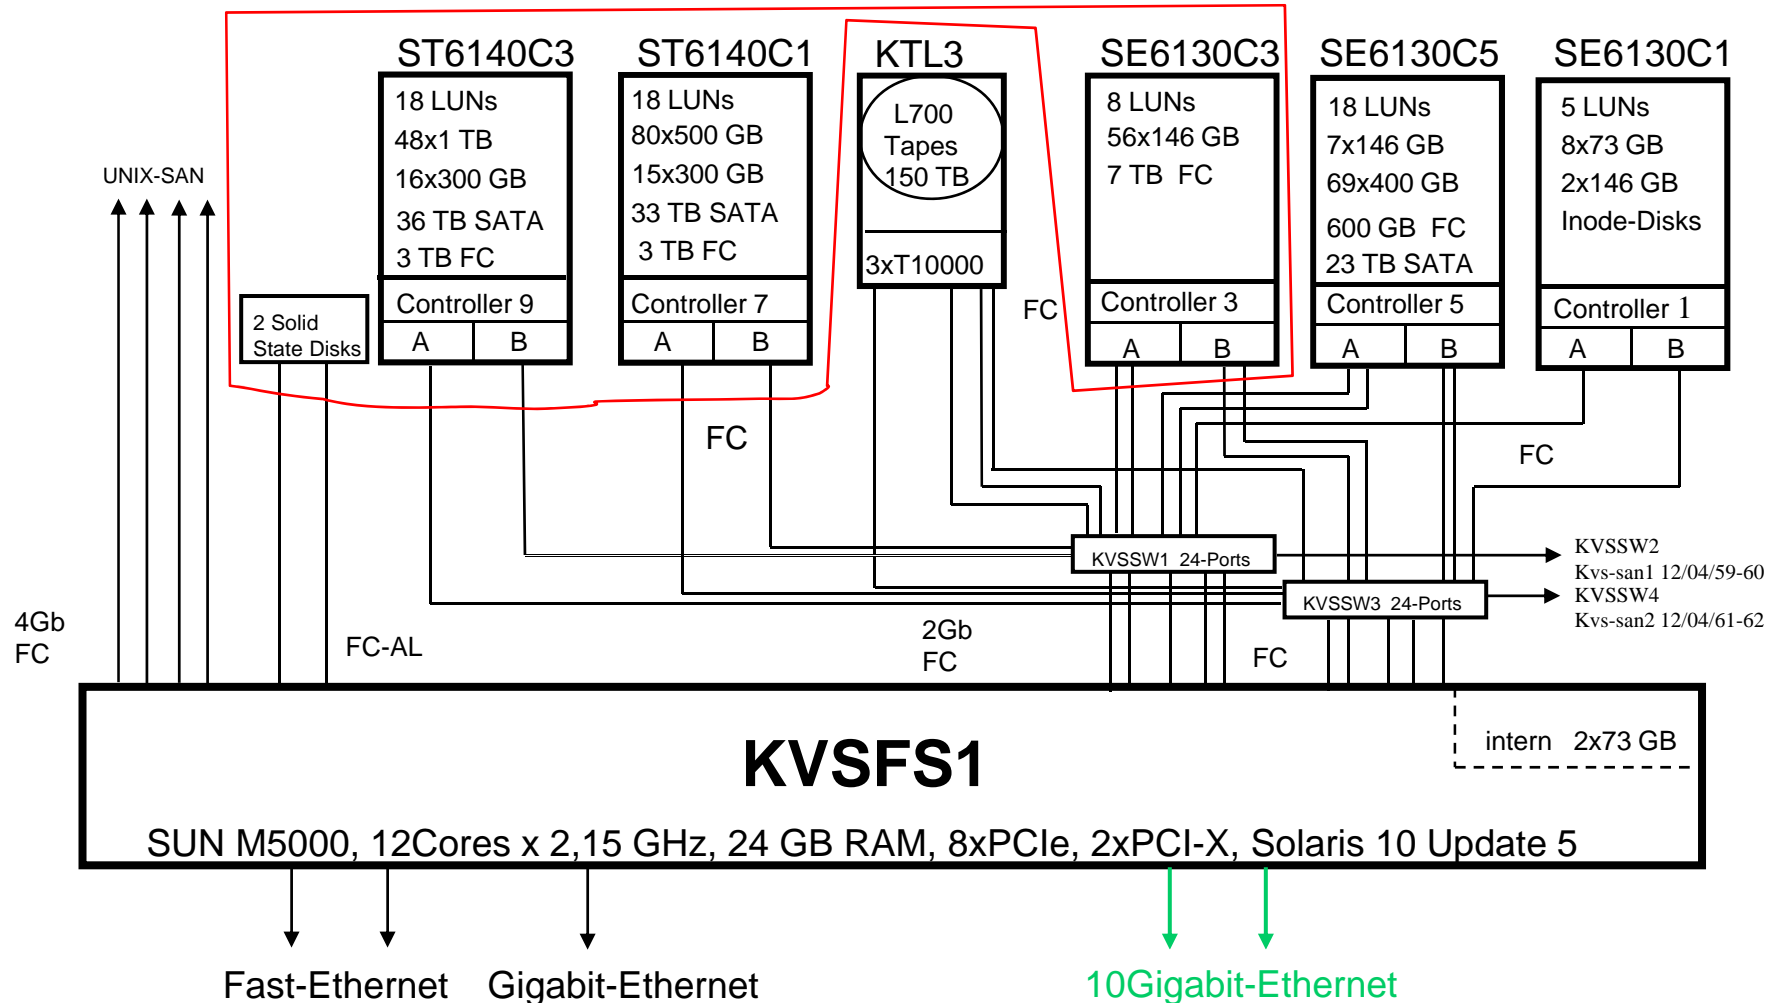 ST6140C3
18 LUNs
48x1 TB
16x300 GB
36 TB SATA
3 TB FC
Controller 9
A B
ST6140C1
18 LUNs
80x500 GB
15x300 GB
33 TB SATA
3 TB FC
Controller 7
A B
KTL3
L700
Tapes
150 TB
3xT10000
SE6130C3
8 LUNs
56x146 GB
7 TB FC
Controller 3
A B
SE6130C5
18 LUNs
7x146 GB
69x400 GB
600 GB FC
23 TB SATA
Controller 5
A B
SE6130C1
5 LUNs
8x73 GB
2x146 GB
Inode-Disks
Controller 1
A B
UNIX-SAN
2 Solid
State Disks
FC
FC
FC
KVSSW1 24-Ports
KVSSW2
Kvs-san1 12/04/59-60
KVSSW3 24-Ports
KVSSW4
Kvs-san2 12/04/61-62
4Gb
FC
FC-AL
2Gb
FC
FC
intern 2x73 GB
KVSFS1
SUN M5000, 12Cores x 2,15 GHz, 24 GB RAM, 8xPCIe, 2xPCI-X, Solaris 10 Update 5
Fast-Ethernet Gigabit-Ethernet 10Gigabit-Ethernet